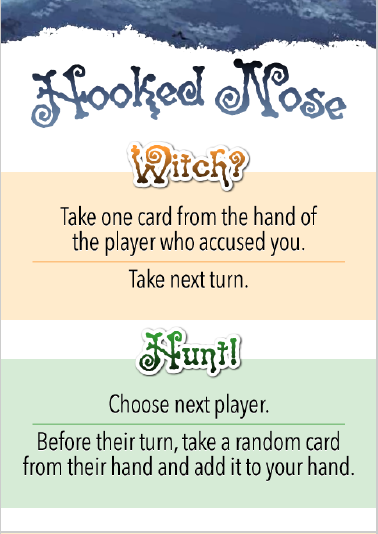 Hooked Nose
Witch?
Take one card from the hand of
the player who accused you.
Take next turn.
Hunt!
Choose next player.
Before their turn, take a random card
from their hand and add it to your hand.